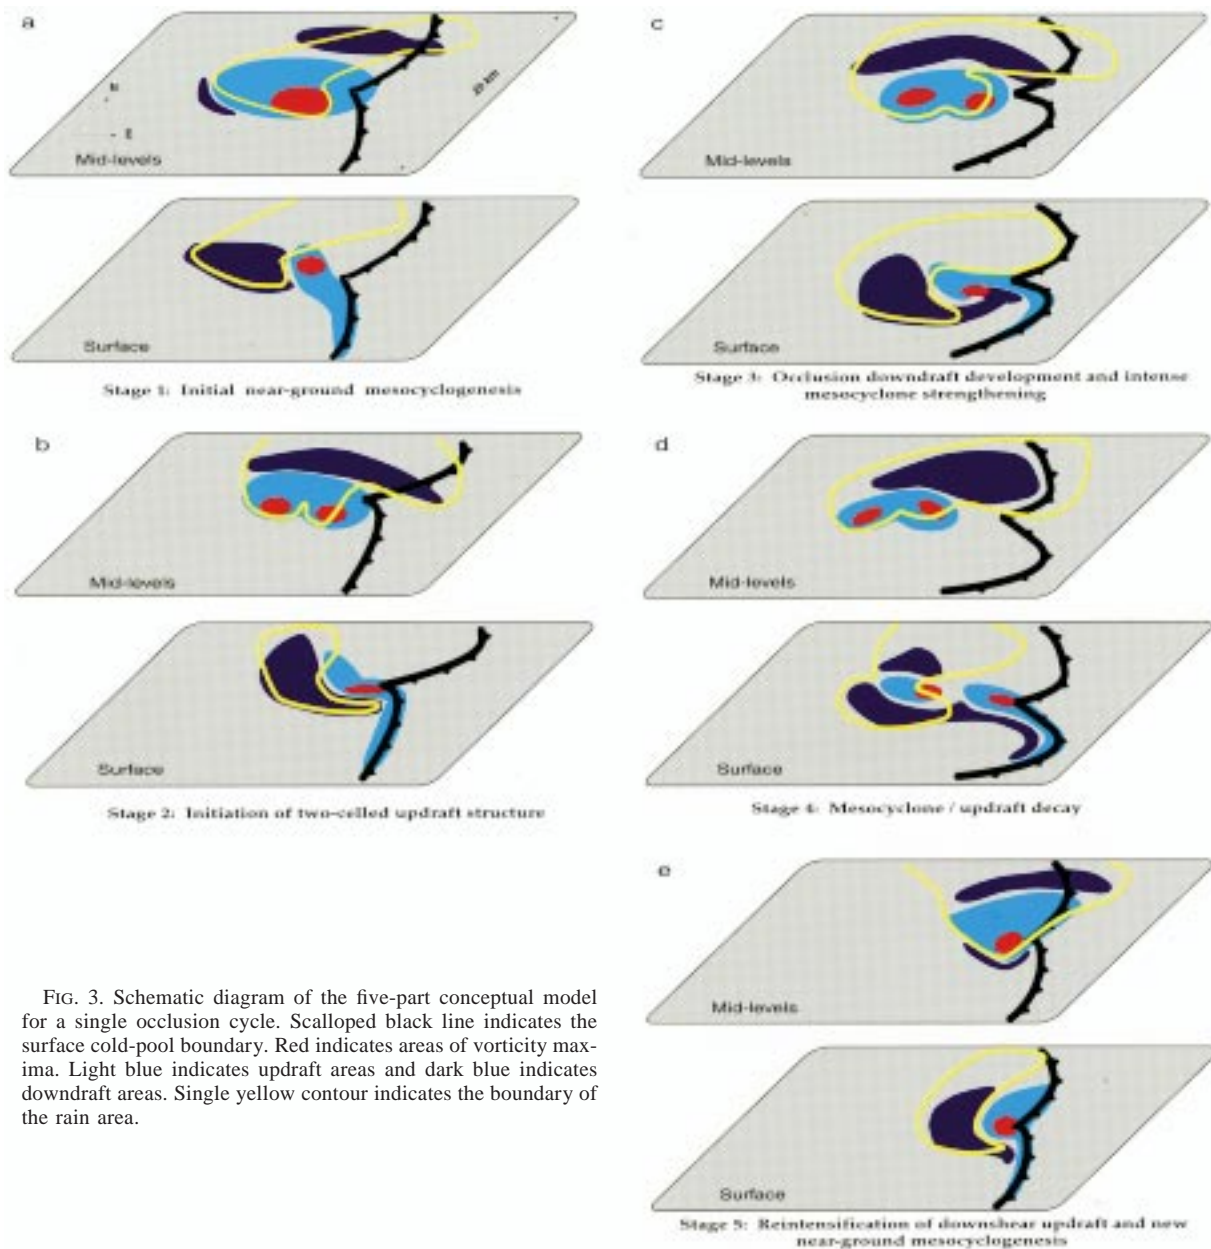 a
N
E
25 km
Mid-levels
Surface
Stage 1: Initial near-ground mesocyclogenesis
b
Mid-levels
Surface
Stage 2: Initiation of two-celled updraft structure
c
Mid-levels
Surface
Stage 3: Occlusion downdraft development and intense
mesocyclone strengthening
d
Mid-levels
Surface
Stage 4: Mesocyclone / updraft decay
e
Mid-levels
Surface
Stage 5: Reintensification of downshear updraft and new
near-ground mesocyclogenesis
FIG. 3. Schematic diagram of the five-part conceptual model
for a single occlusion cycle. Scalloped black line indicates the
surface cold-pool boundary. Red indicates areas of vorticity max-
ima. Light blue indicates updraft areas and dark blue indicates
downdraft areas. Single yellow contour indicates the boundary of
the rain area.